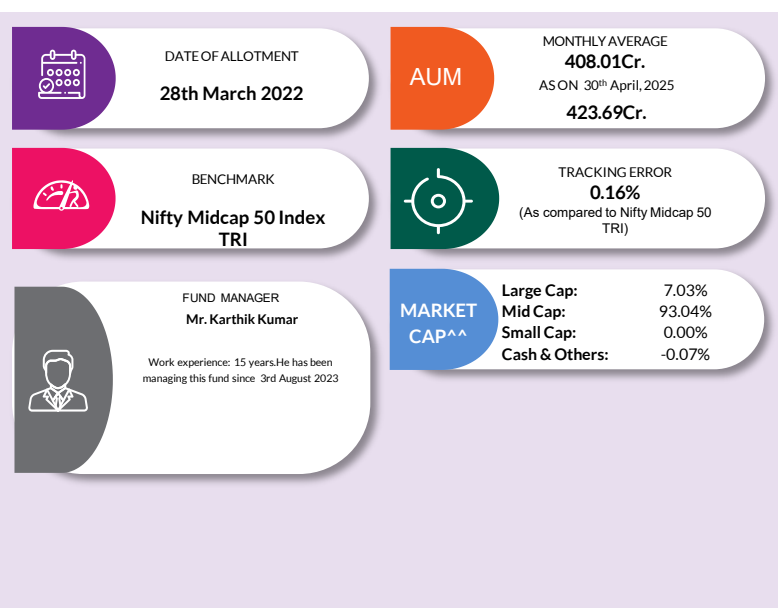 DATE OF ALLOTMENT
28th March 2022
AUM
MONTHLY AVERAGE
408.01Cr.
AS ON 30th April, 2025
423.69Cr.
BENCHMARK
Nifty Midcap 50 Index
TRI
TRACKING ERROR
0.16%
(As compared to Nifty Midcap 50
TRI)
FUND MANAGER
Mr. Karthik Kumar
Work experience: 15 years.He has been
managing this fund since 3rd August 2023
MARKET
CAP^^
Large Cap: 7.03%
Mid Cap: 93.04%
Small Cap: 0.00%
Cash & Others: -0.07%